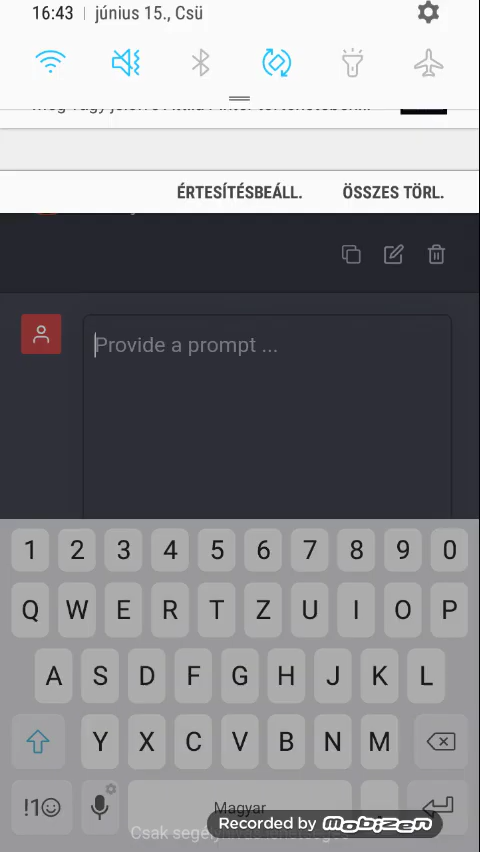 16:43 | június 15., Csü
ÉRTESÍTÉSBEÁLL. ÖSSZES TÖRL.
Provide a prompt ...
1 2 3 4 5 6 7 8 9 0
Q W E R T Z U I O P
A S D F G H J K L
Y X C V B N M
!1☺ Magyar
Recorded by mobizen
Csak